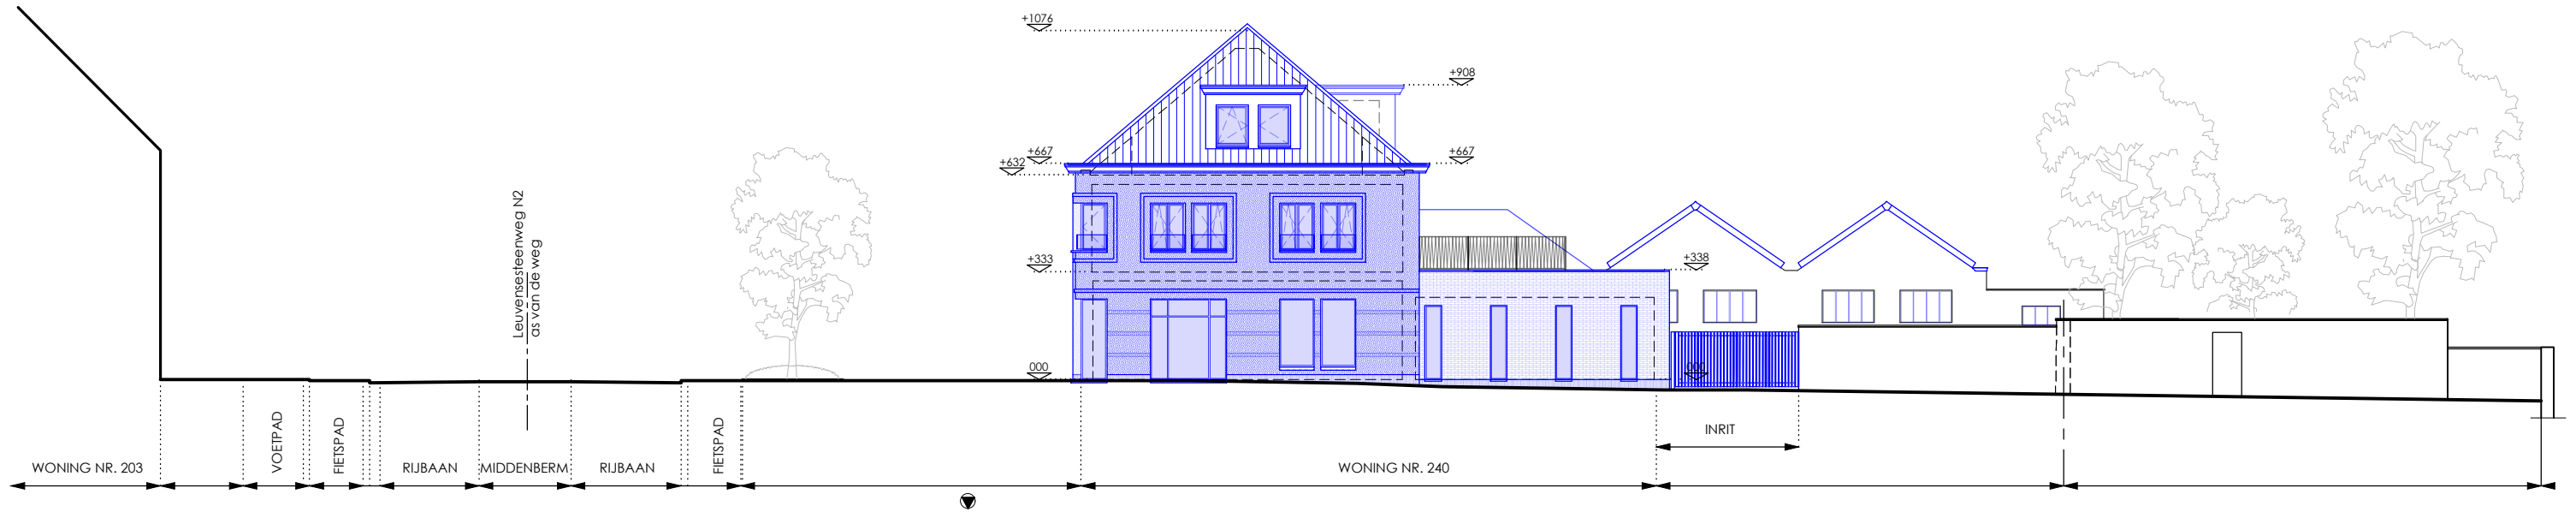 +1076
+908
+667
+632
+667
+333
+338
000
000
Leuvensesteenweg N2
as van de weg
VOETPAD
FIETSPAD
FIETSPAD
INRIT
WONING NR. 203
RIJBAAN
MIDDENBERM
RIJBAAN
WONING NR. 240